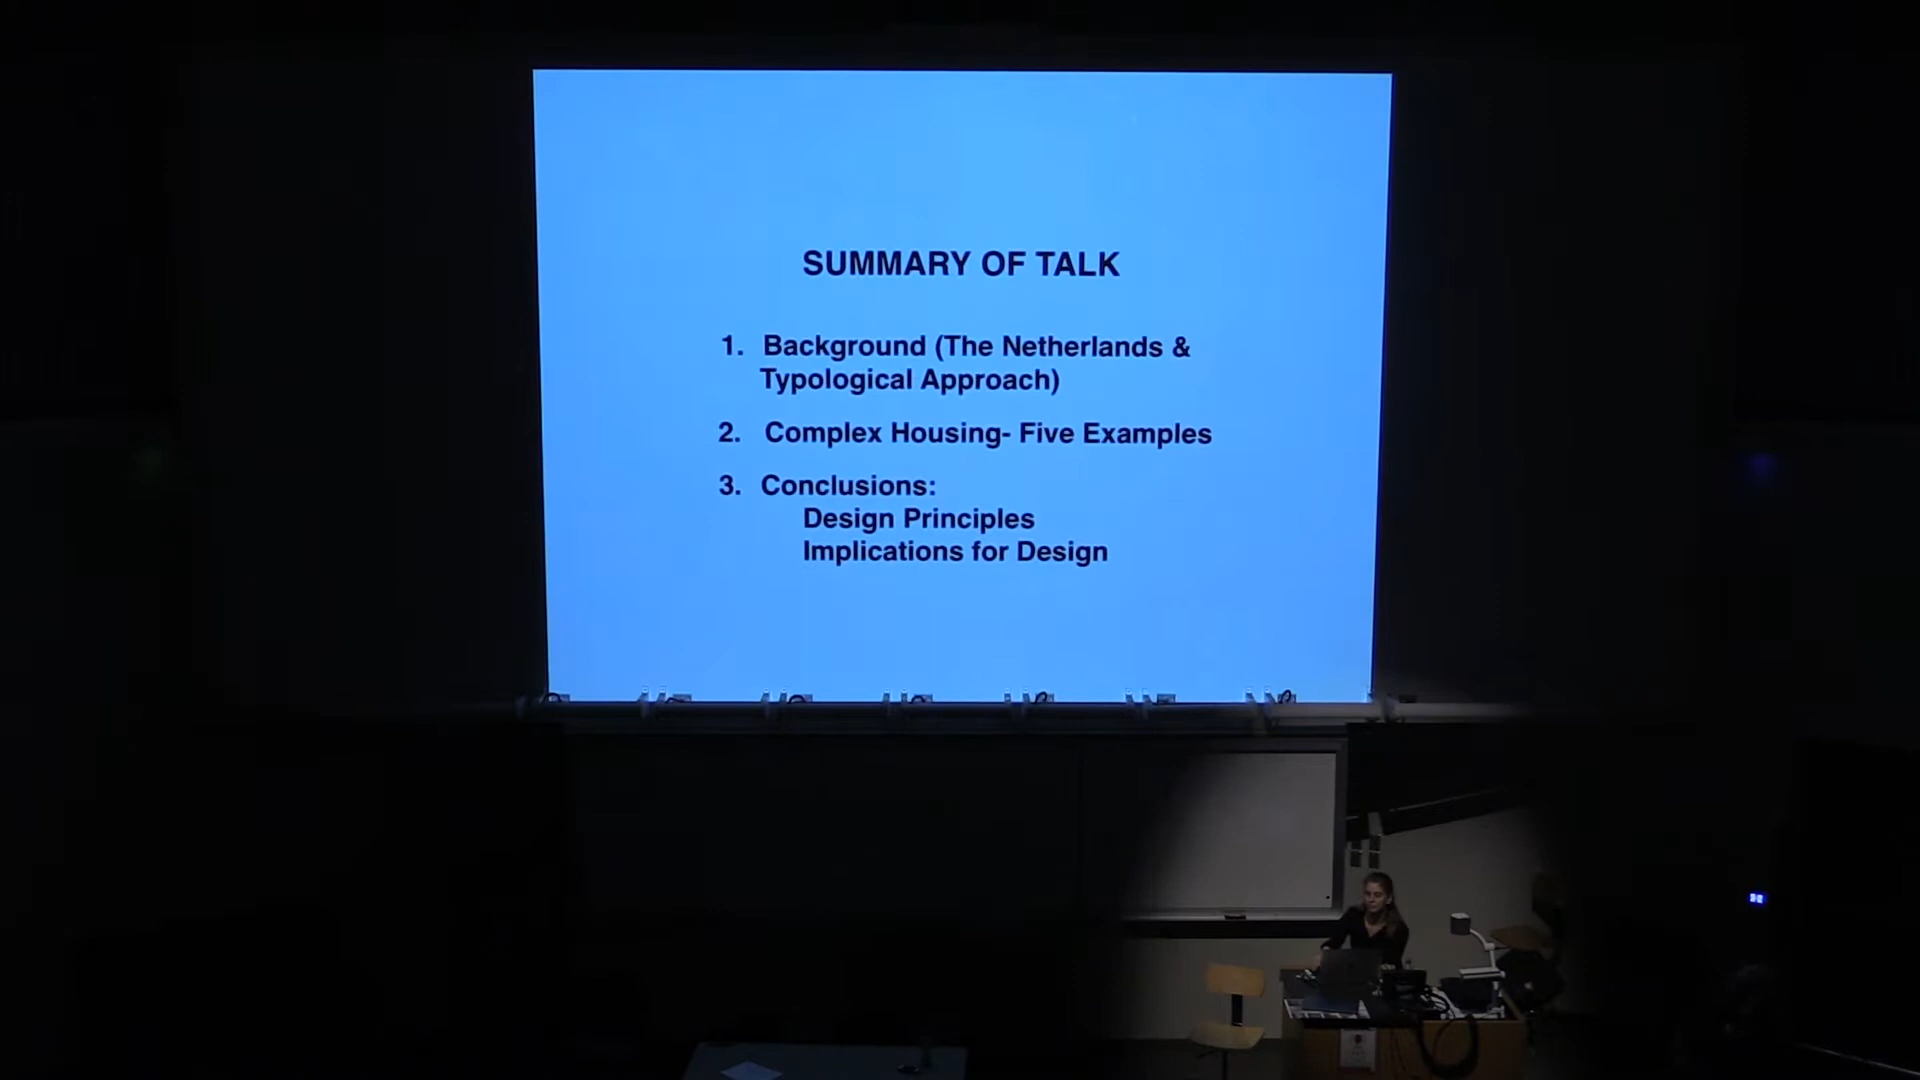 SUMMARY OF TALK
1. Background (The Netherlands &
Typological Approach)
2. Complex Housing- Five Examples
3. Conclusions:
Design Principles
Implications for Design